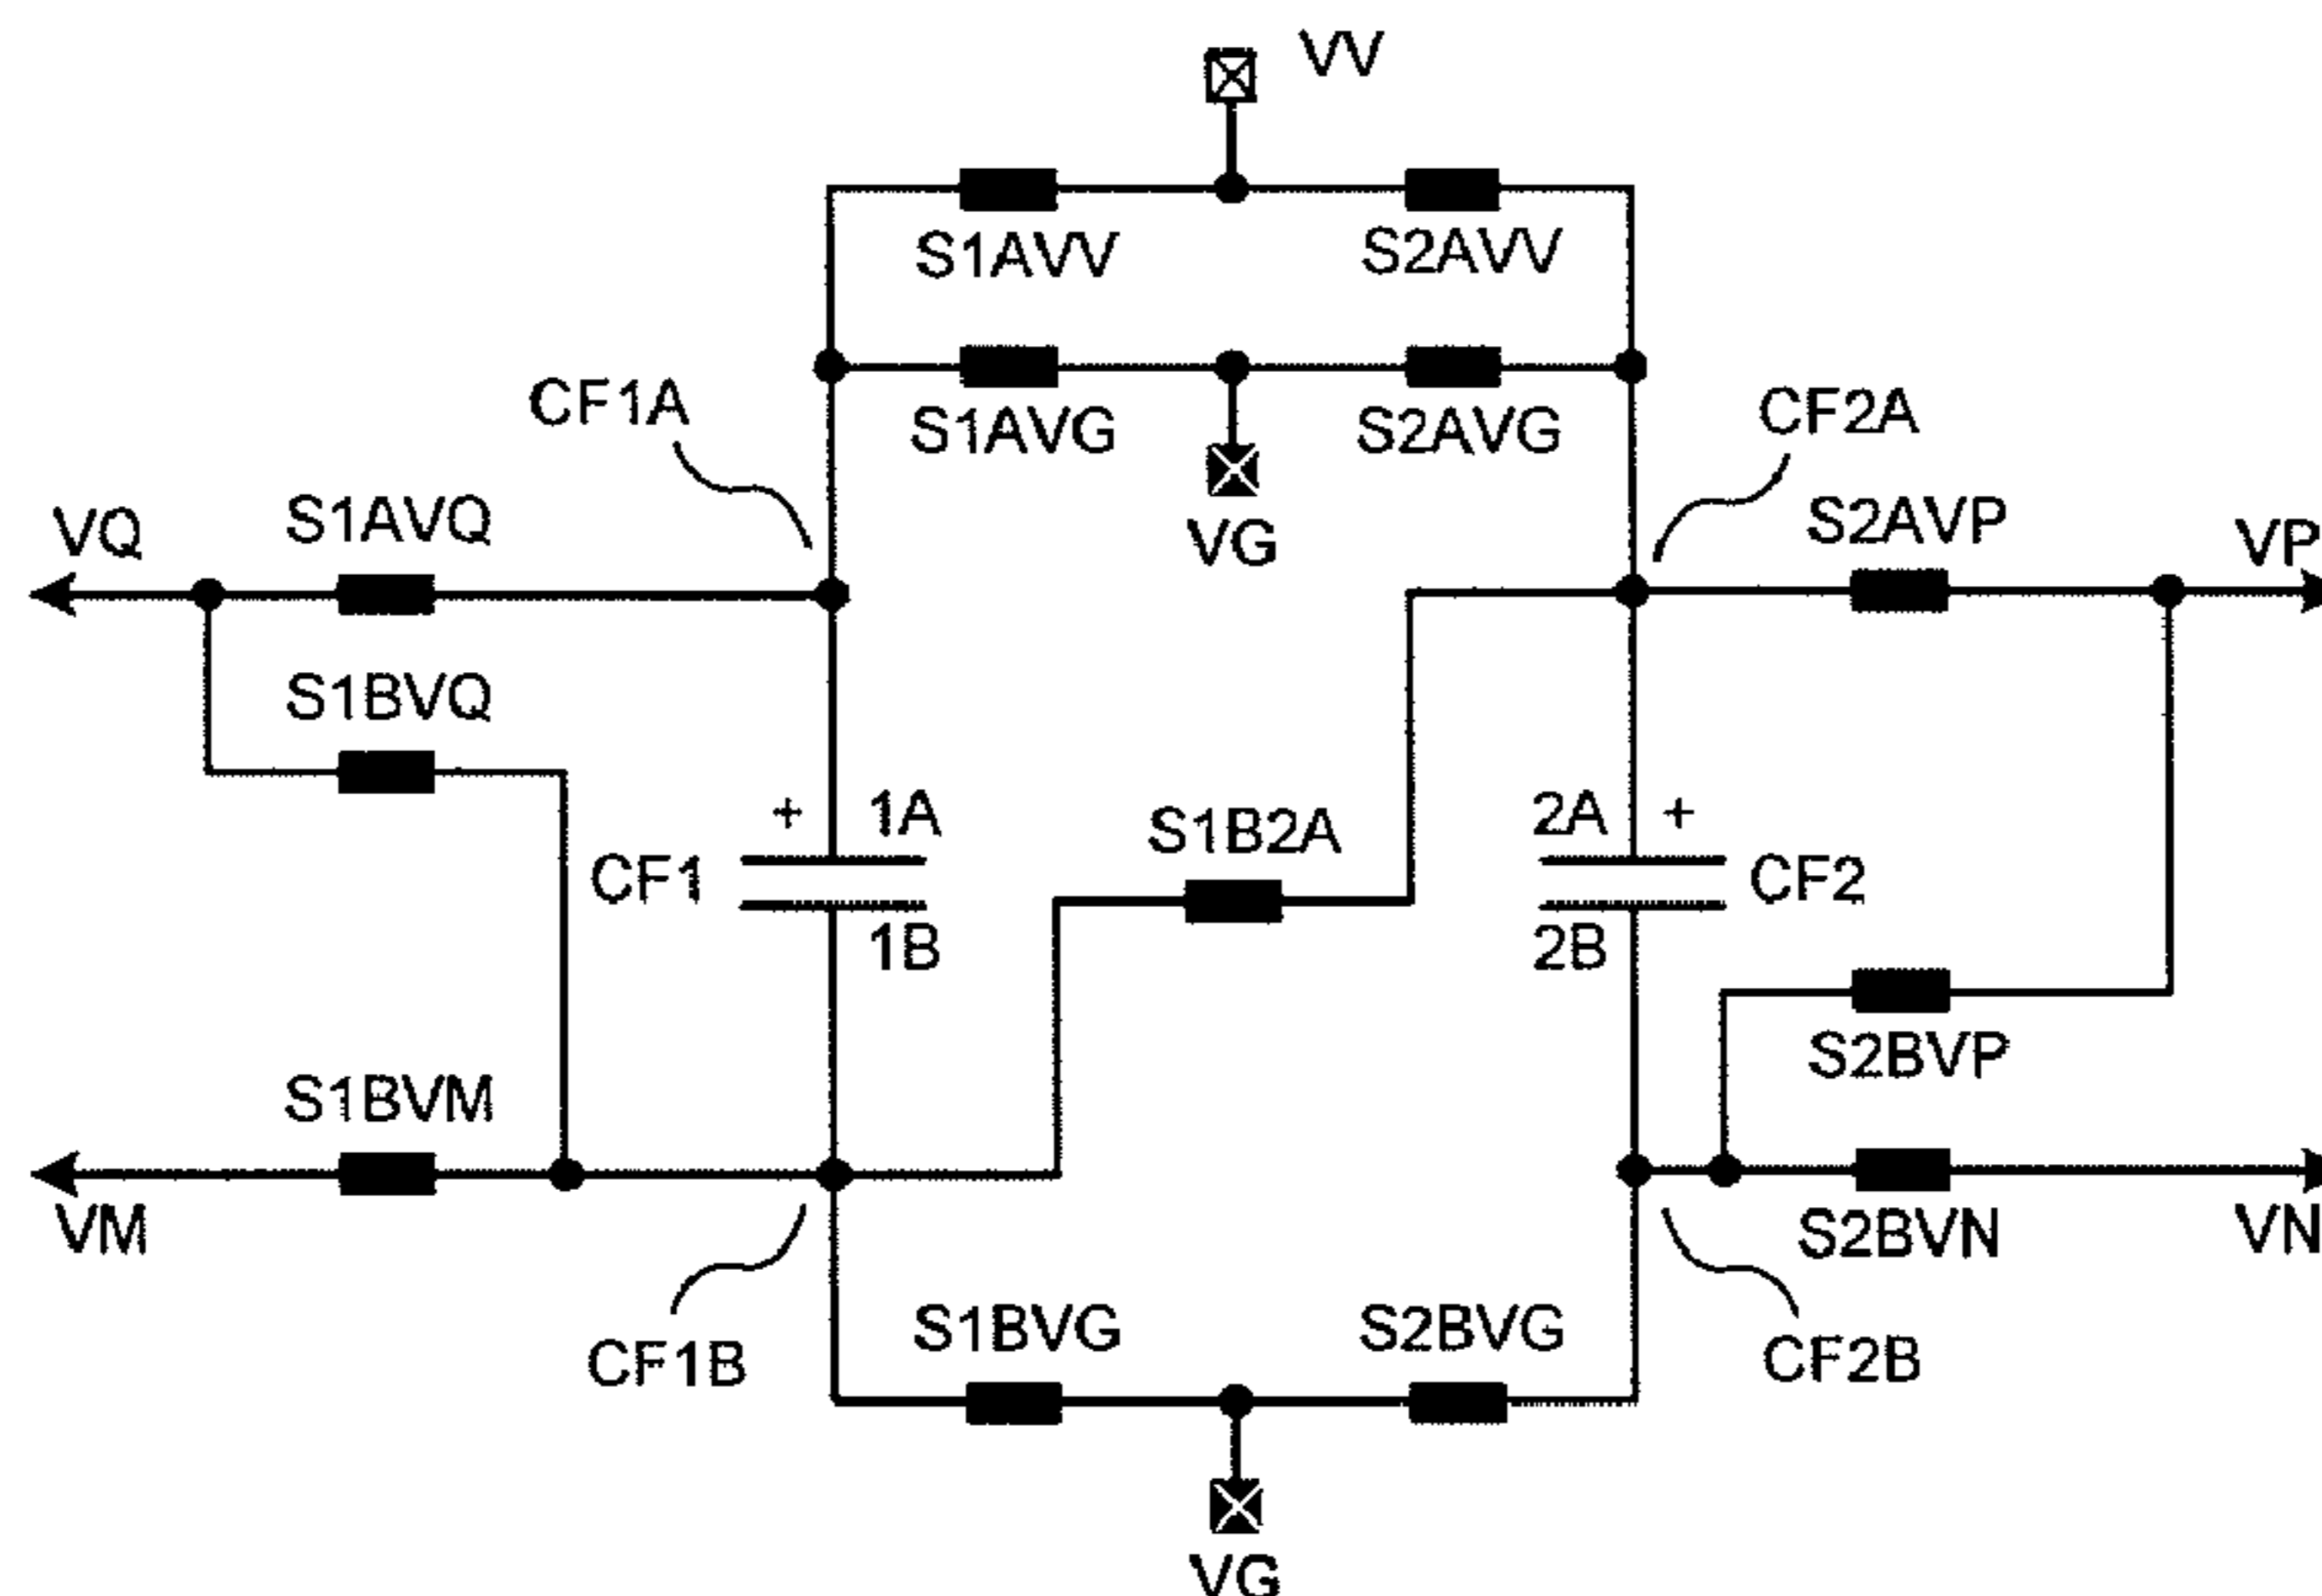 VV
S1AVV
S2AVV
CF1A
S1AVG
S2AVG
CF2A
VQ
S1AVQ
VG
S2AVP
VP
S1BVQ
+
1A
S1B2A
2A
+
CF1
CF2
1B
2B
S2BVP
S1BVM
VM
S2BVN
VN
CF1B
S1BVG
S2BVG
CF2B
VG